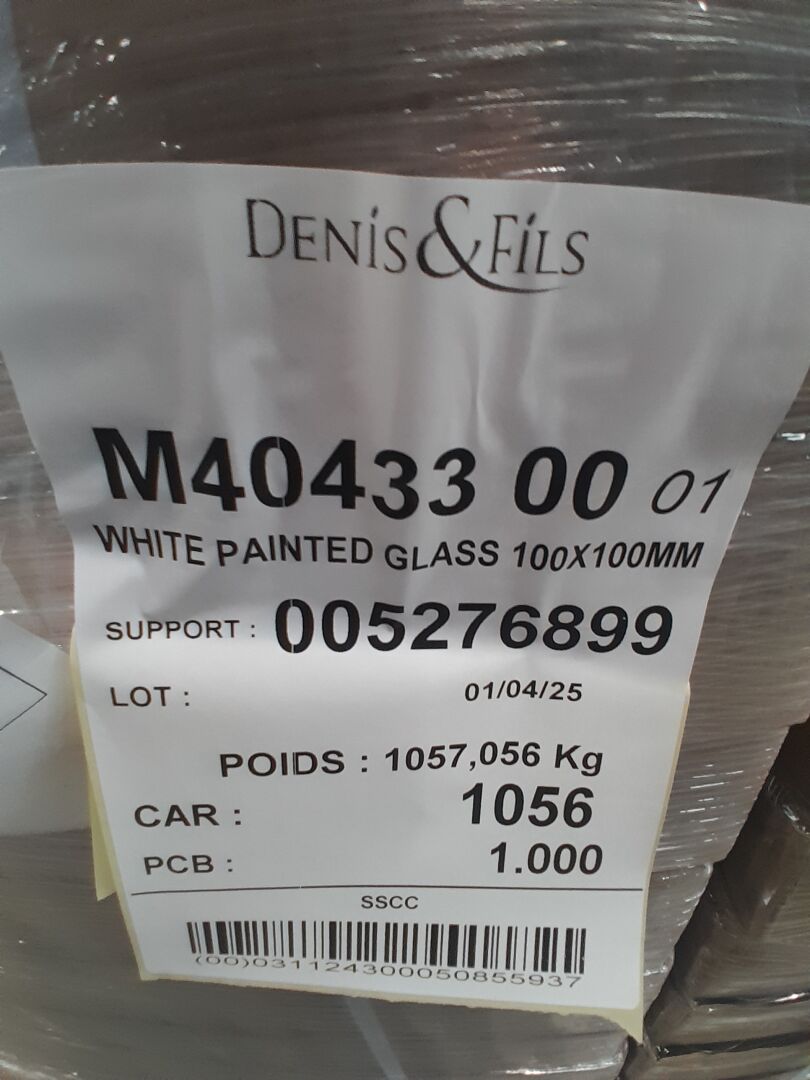 DENiS & FiLS
M40433 00 01
WHITE PAINTED GLASS 100X100MM
SUPPORT : 005276899
LOT : 01/04/25
POIDS : 1057,056 Kg
CAR : 1056
PCB : 1.000
SSCC
(00)031124300050855937